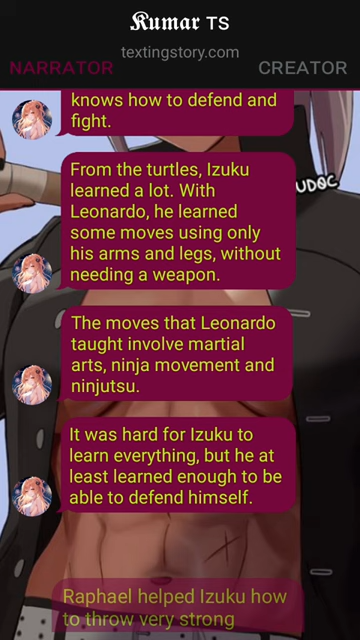 𝕶𝖚𝖒𝖆𝖗 TS
textingstory.com
NARRATOR
CREATOR
knows how to defend and
fight.
From the turtles, Izuku
learned a lot. With
Leonardo, he learned
some moves using only
his arms and legs, without
needing a weapon.
UDOC
The moves that Leonardo
taught involve martial
arts, ninja movement and
ninjutsu.
It was hard for Izuku to
learn everything, but he at
least learned enough to be
able to defend himself.
Raphael helped Izuku how
to throw very strong